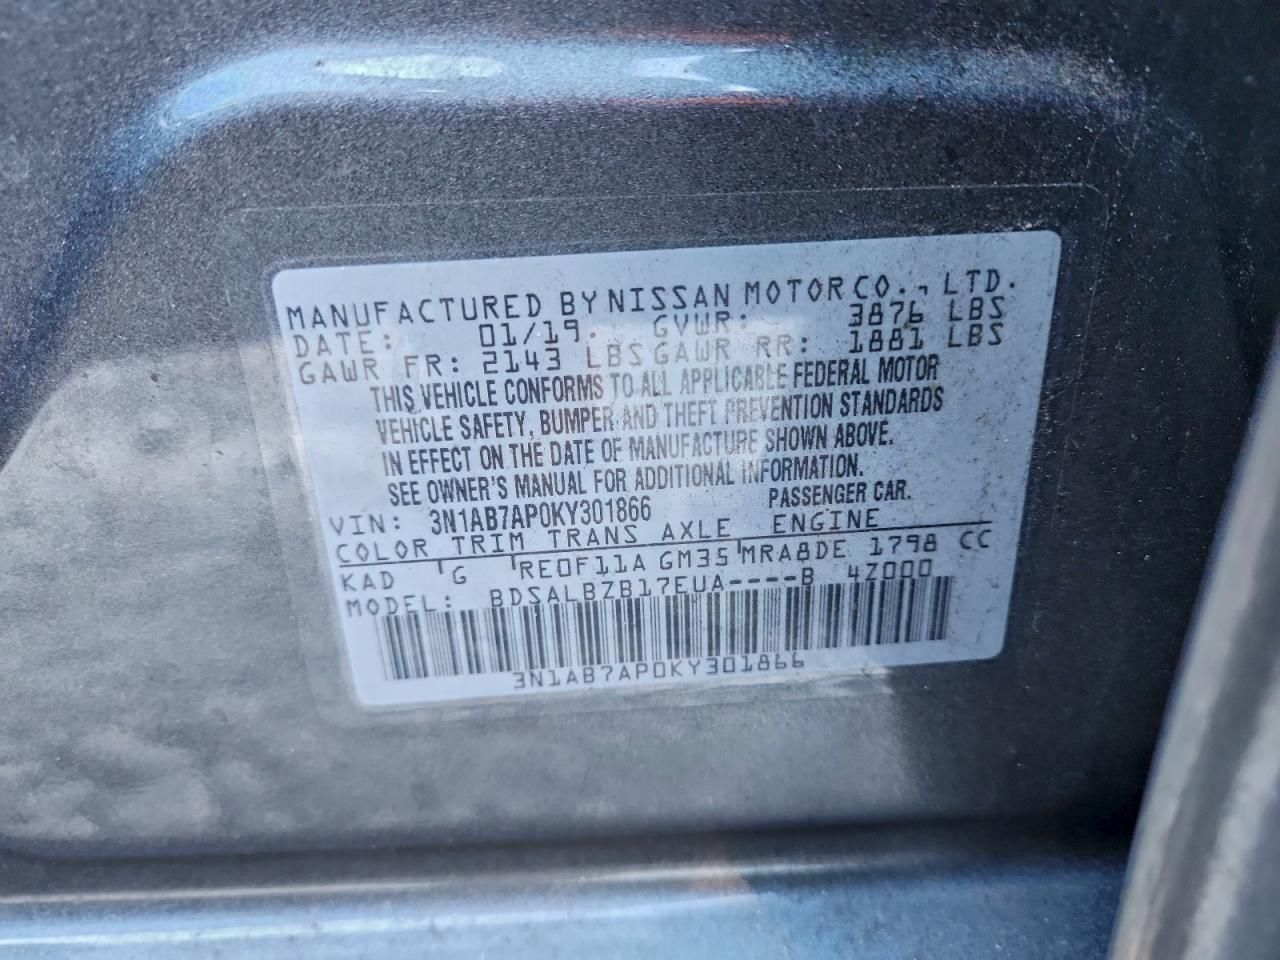 MANUFACTURED BY NISSAN MOTOR CO., LTD.
DATE: 01/19. GVWR: 3876 LBS
GAWR FR: 2143 LBS GAWR RR: 1881 LBS
THIS VEHICLE CONFORMS TO ALL APPLICABLE FEDERAL MOTOR
VEHICLE SAFETY, BUMPER AND THEFT PREVENTION STANDARDS
IN EFFECT ON THE DATE OF MANUFACTURE SHOWN ABOVE.
SEE OWNER'S MANUAL FOR ADDITIONAL INFORMATION.
VIN: 3N1AB7AP0KY301866 PASSENGER CAR.
COLOR TRIM TRANS AXLE ENGINE
KAD G RE0F11A GM35 MRA8DE 1798 CC
MODEL: BDSALBZB17EUA----B 4Z000
3N1AB7AP0KY301866